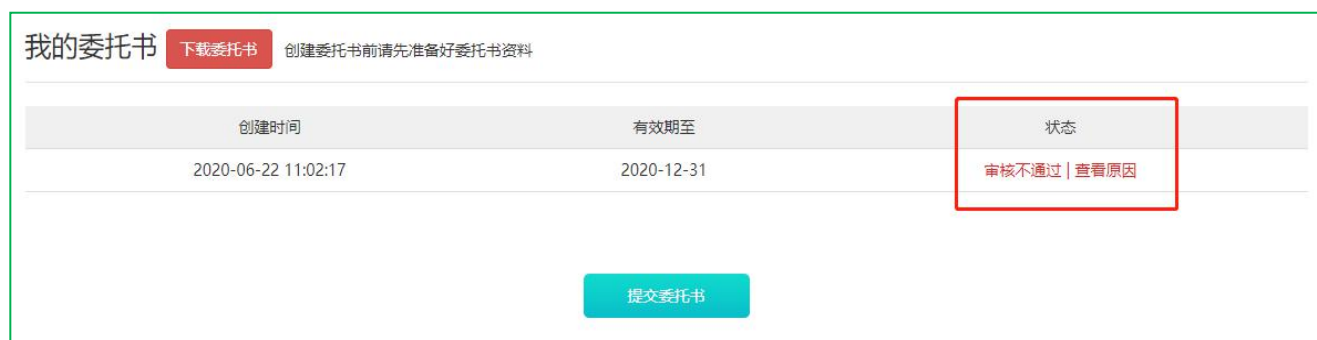 我的委托书 下载委托书 创建委托书前请先准备好委托书资料
创建时间 有效期至 状态
2020-06-22 11:02:17 2020-12-31 审核不通过 | 查看原因
提交委托书